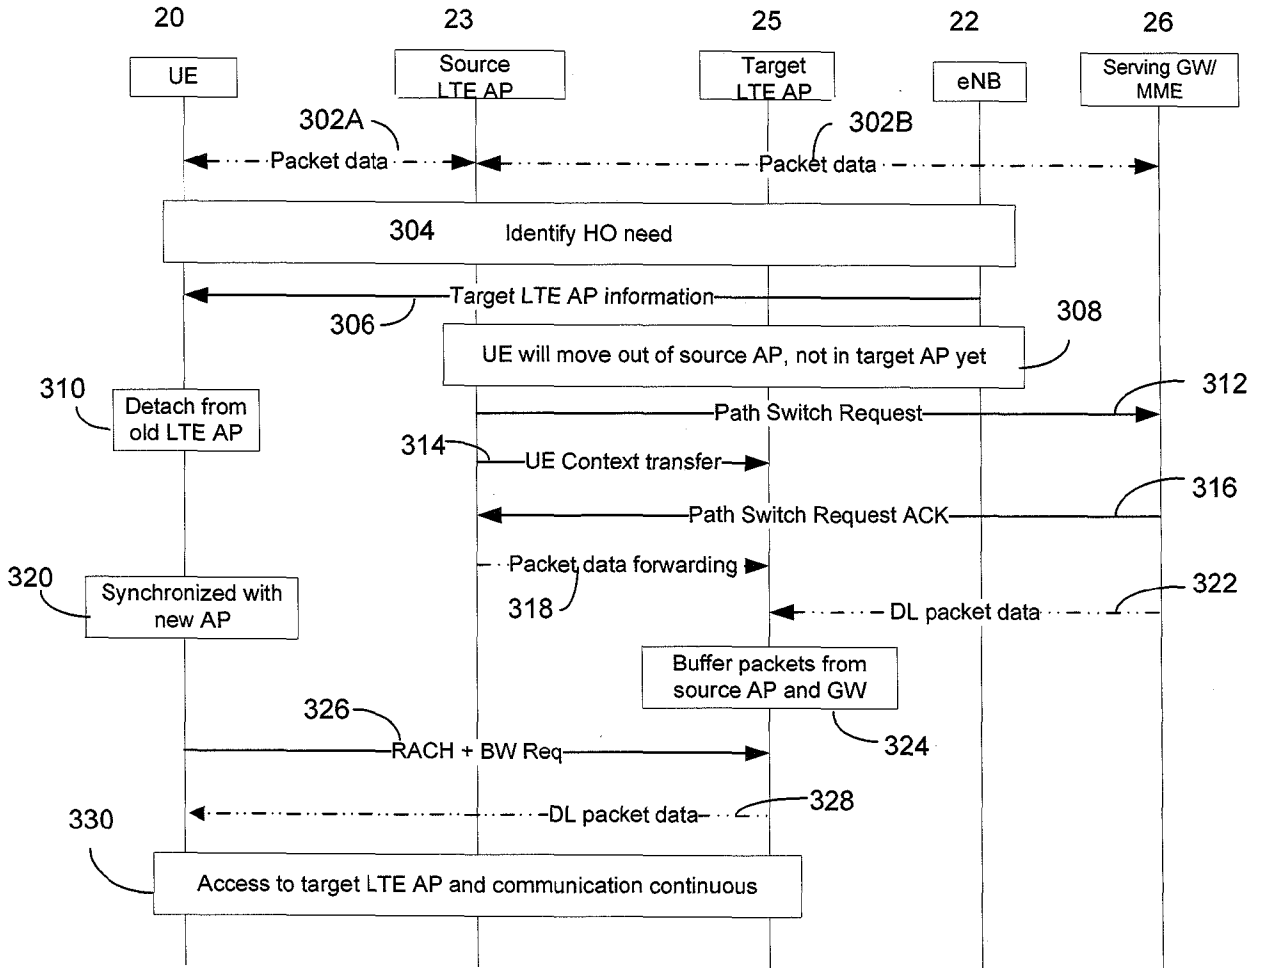 20
23
25
22
26
UE
Source
LTE AP
Target
LTE AP
eNB
Serving GW/
MME
302A
302B
Packet data
Packet data
304
Identify HO need
Target LTE AP information
306
308
UE will move out of source AP, not in target AP yet
310
Detach from
old LTE AP
312
Path Switch Request
314
UE Context transfer
316
Path Switch Request ACK
Packet data forwarding
318
320
Synchronized with
new AP
322
DL packet data
Buffer packets from
source AP and GW
324
326
RACH + BW Req
328
DL packet data
330
Access to target LTE AP and communication continuous